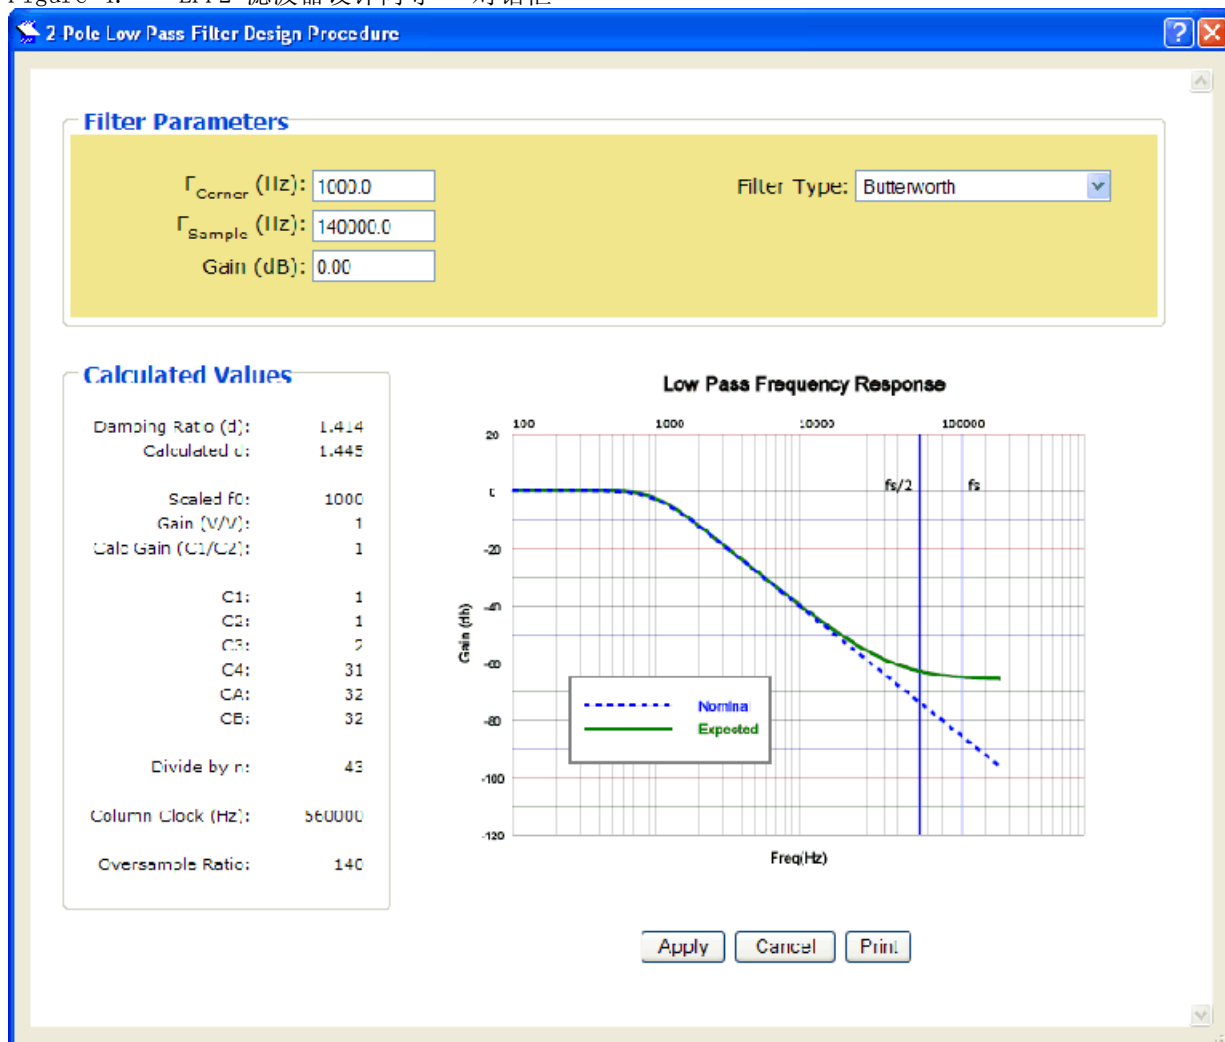 2-Pole Low Pass Filter Design Procedure
Filter Parameters
FCorner (Hz): 1000.0
Filter Type: Butterworth
FSample (Hz): 140000.0
Gain (dB): 0.00
Calculated Values
Damping Ratio (d): 1.414
Calculated d: 1.445
Scaled f0: 1000
Gain (V/V): 1
Calc Gain (C1/C2): 1
C1: 1
C2: 1
C3: 2
C4: 31
CA: 32
CB: 32
Divide by n: 43
Column Clock (Hz): 560000
Oversample Ratio: 140
Low Pass Frequency Response
100 1000 10000 100000
20
0
-20
-40
-60
-80
-100
-120
fs/2 fs
Gain (db)
Nominal
Expected
Freq(Hz)
Apply Cancel Print